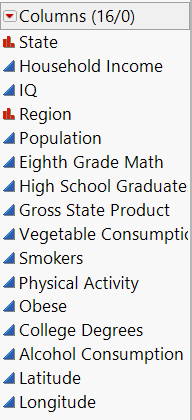 Columns (16/0)
State
Household Income
IQ
Region
Population
Eighth Grade Math
High School Graduate
Gross State Product
Vegetable Consumptic
Smokers
Physical Activity
Obese
College Degrees
Alcohol Consumption
Latitude
Longitude